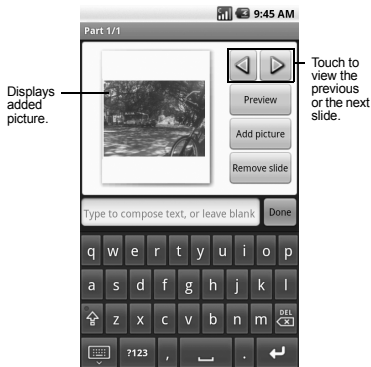 9:45 AM
Part 1/1
Displays
added
picture.
Touch to
view the
previous
or the next
slide.
Preview
Add picture
Remove slide
Type to compose text, or leave blank
Done
q w e r t y u i o p
a s d f g h j k l
z x c v b n m DEL
?123 , .